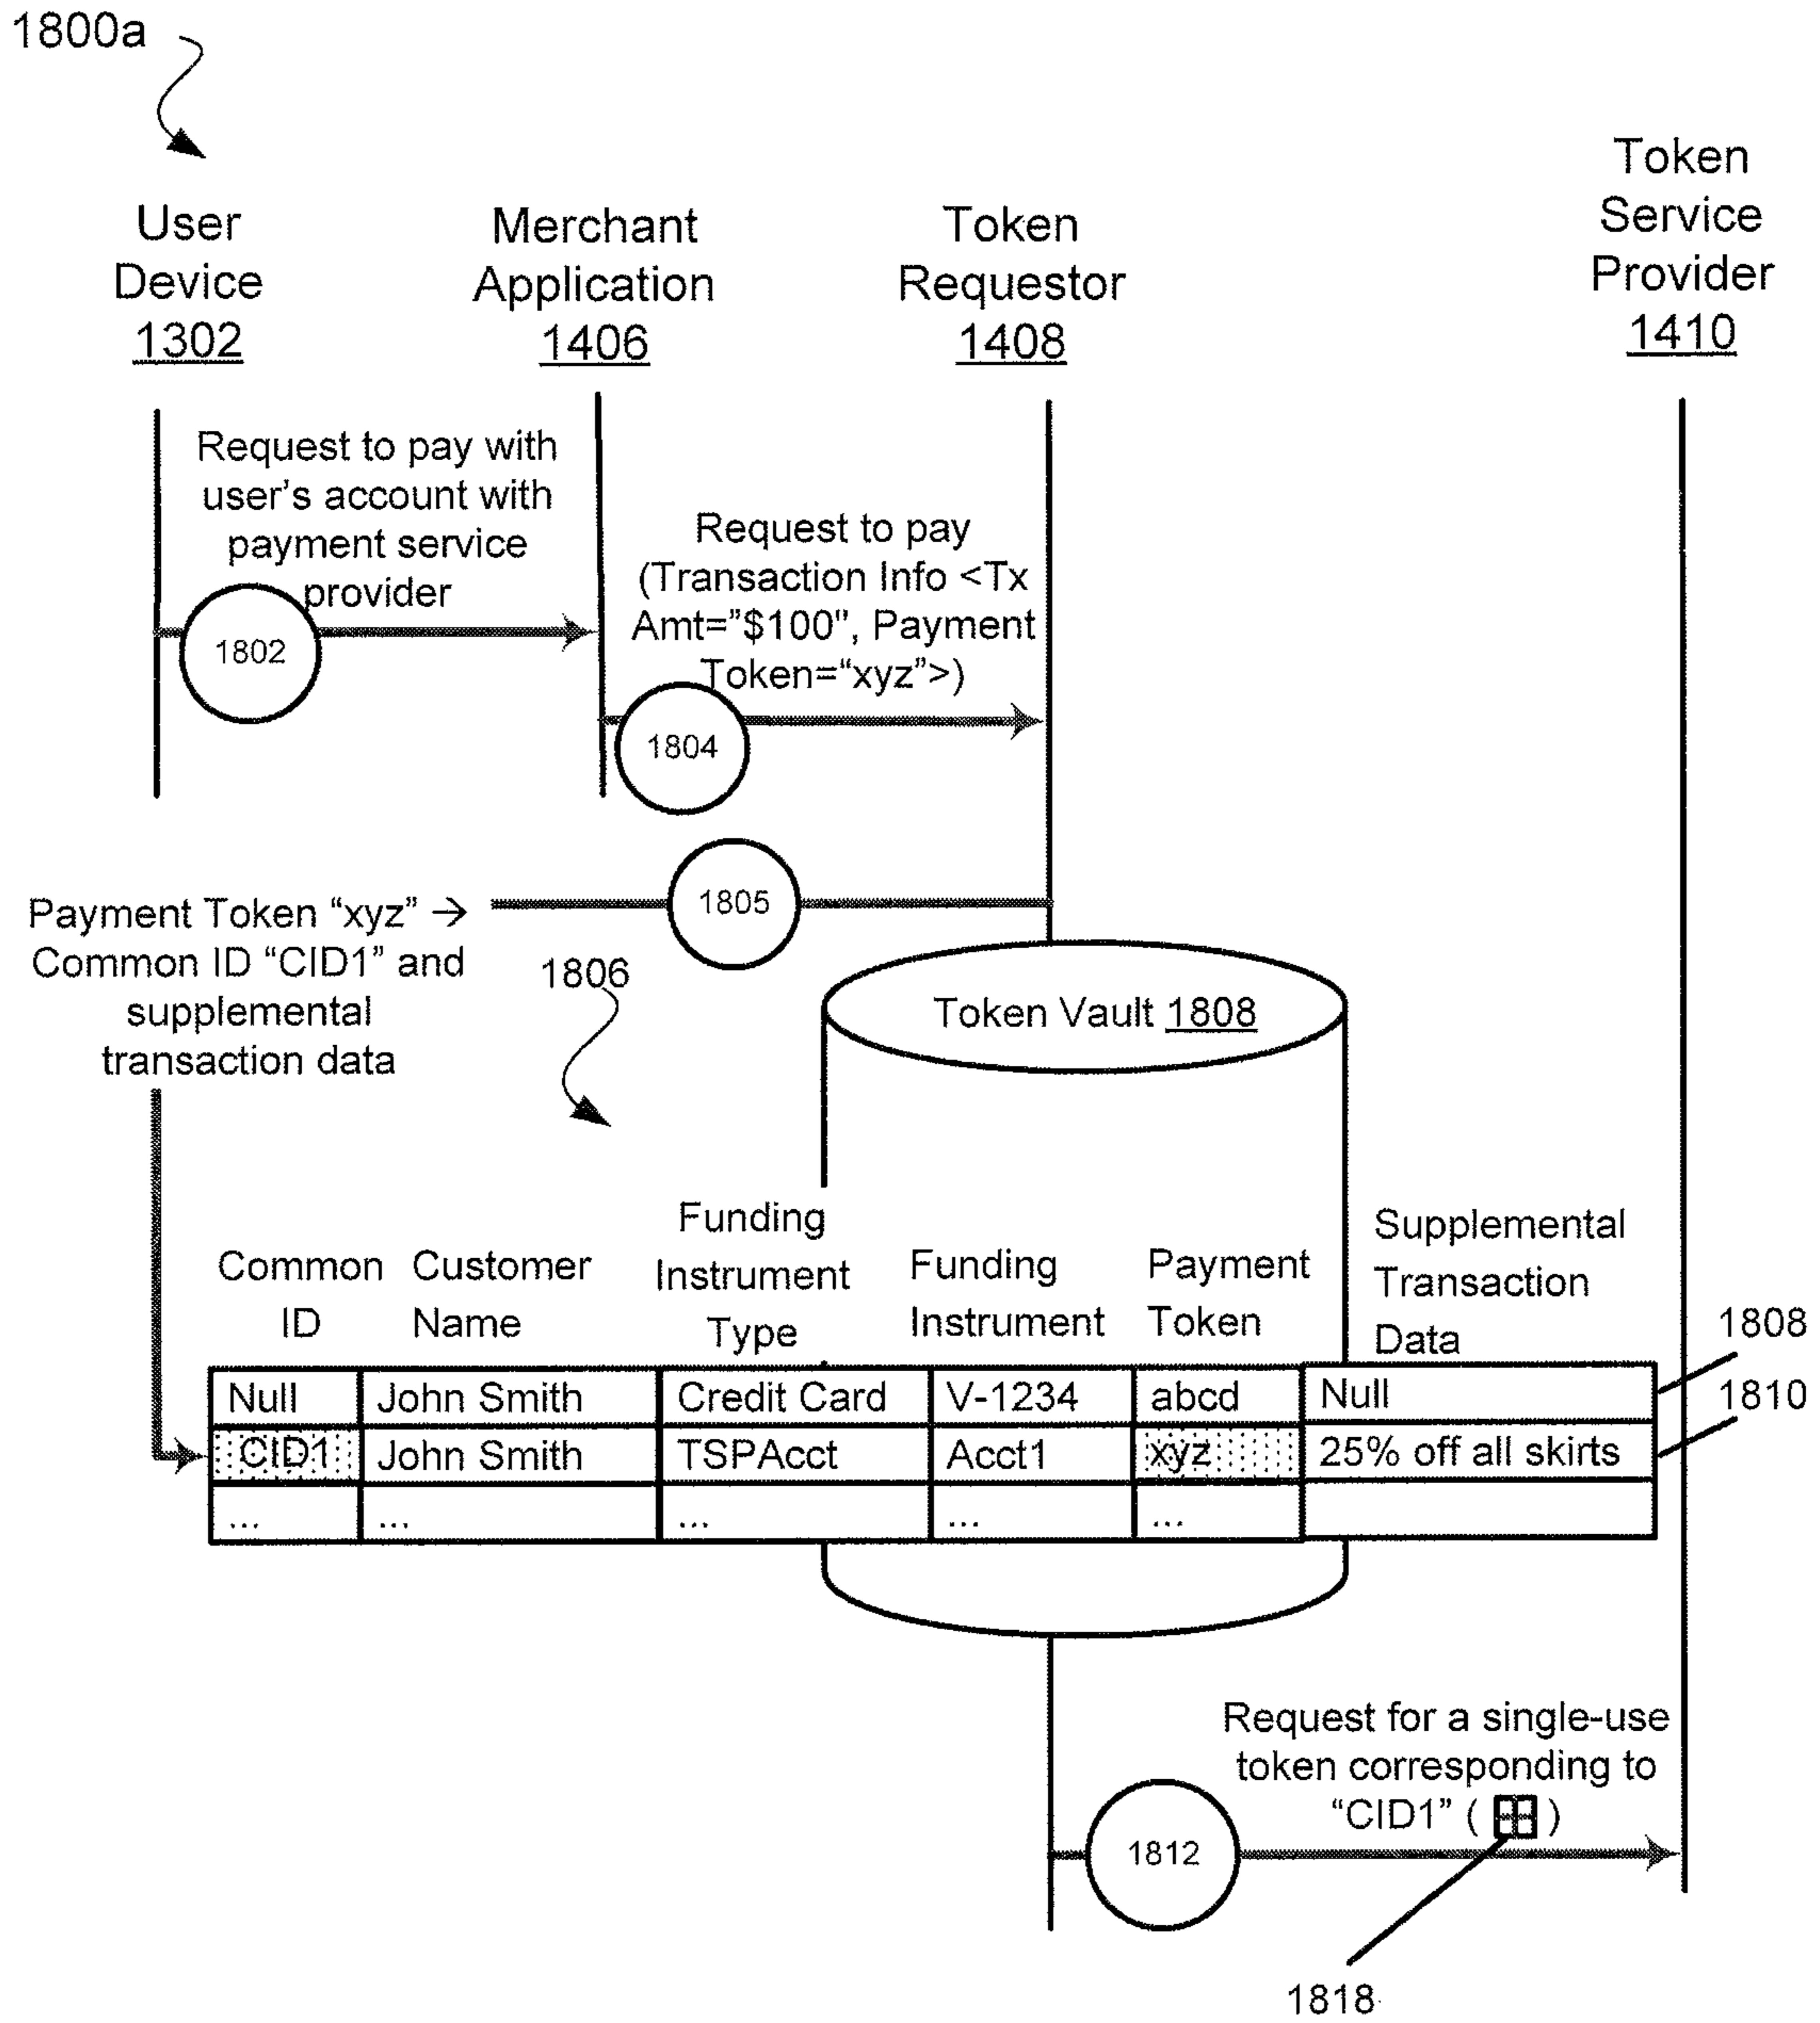 1800a
User
Device
1302
Merchant
Application
1406
Token
Requestor
1408
Token
Service
Provider
1410
Request to pay with
user's account with
payment service
provider
1802
Request to pay
(Transaction Info <Tx
Amt="$100", Payment
Token="xyz">)
1804
1805
Payment Token "xyz" →
Common ID "CID1" and
supplemental
transaction data
1806
Token Vault 1808
Common
ID
Customer
Name
Funding
Instrument
Type
Funding
Instrument
Payment
Token
Supplemental
Transaction
Data
1808
1810
Null John Smith Credit Card V-1234 abcd Null
CID1 John Smith TSPAcct Acct1 xyz 25% off all skirts
... ... ... ... ...
Request for a single-use
token corresponding to
"CID1" ( )
1812
1818